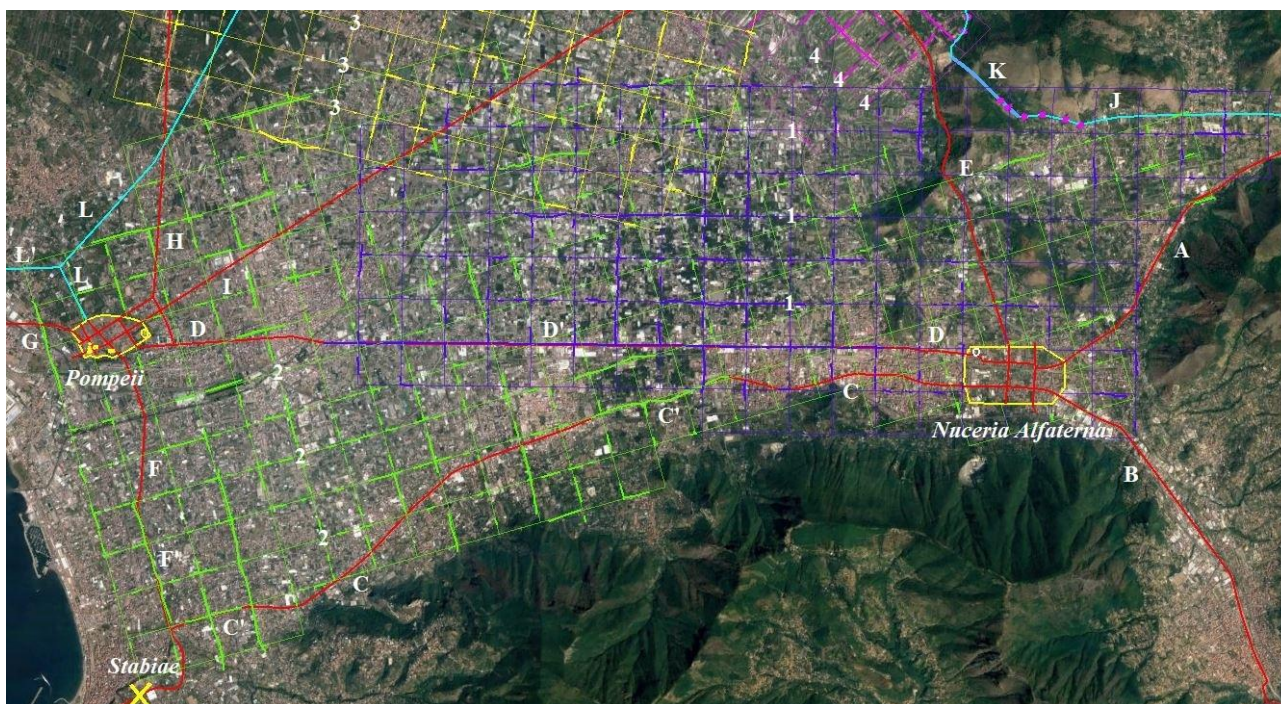 3
3
3
4
4
4
K
J
1
E
L
L'
1
A
H
L
I
1
G
D
D'
D
Pompeii
2
C
C'
Nuceria Alfaterna
F
2
B
F'
2
C
C'
Stabiae